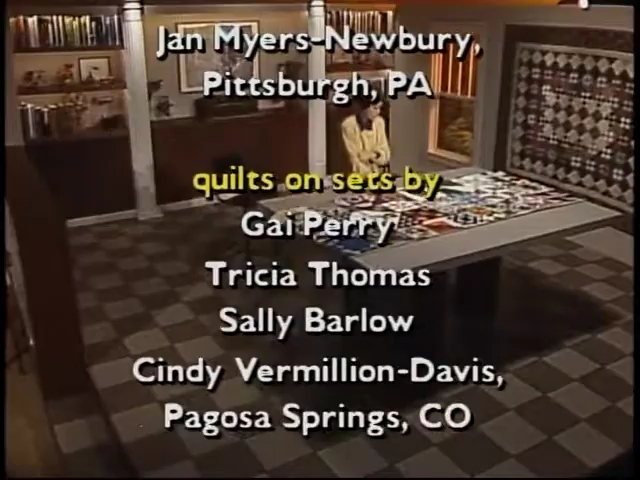 Jan Myers-Newbury,
Pittsburgh, PA
quilts on sets by
Gai Perry
Tricia Thomas
Sally Barlow
Cindy Vermillion-Davis,
Pagosa Springs, CO